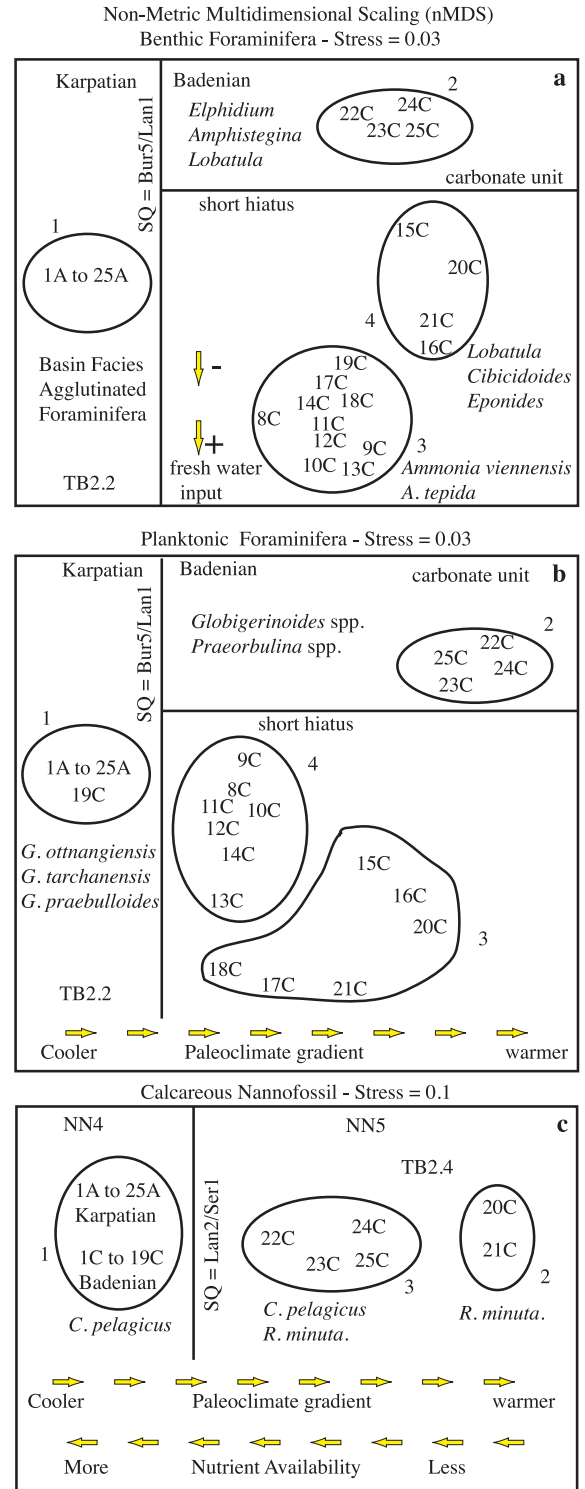 Non-Metric Multidimensional Scaling (nMDS)
Benthic Foraminifera - Stress = 0.03
Karpatian
SQ = Bur5/Lan1
Badenian
a
2
Elphidium
Amphistegina
Lobatula
22C
24C
23C 25C
carbonate unit
short hiatus
1
1A to 25A
15C
20C
4
21C
16C
Lobatula
Cibicidoides
Eponides
Basin Facies
Agglutinated
Foraminifera
-
19C
17C
14C 18C
8C
11C
12C
9C
10C
13C
3
+
fresh water
input
Ammonia viennensis
A. tepida
TB2.2
Planktonic Foraminifera - Stress = 0.03
Karpatian
SQ = Bur5/Lan1
Badenian
carbonate unit
b
Globigerinoides spp.
Praeorbulina spp.
2
22C
25C
24C
23C
short hiatus
1
1A to 25A
19C
G. ottnangiensis
G. tarchanensis
G. praebulloides
9C
4
8C
11C
10C
12C
14C
13C
15C
16C
20C
3
18C
17C
21C
TB2.2
Cooler
Paleoclimate gradient
warmer
Calcareous Nannofossil - Stress = 0.1
NN4
NN5
c
TB2.4
SQ = Lan2/Ser1
1A to 25A
Karpatian
1
1C to 19C
Badenian
C. pelagicus
22C
24C
23C
25C
3
C. pelagicus
R. minuta.
20C
21C
2
R. minuta.
Cooler
Paleoclimate gradient
warmer
More
Nutrient Availability
Less